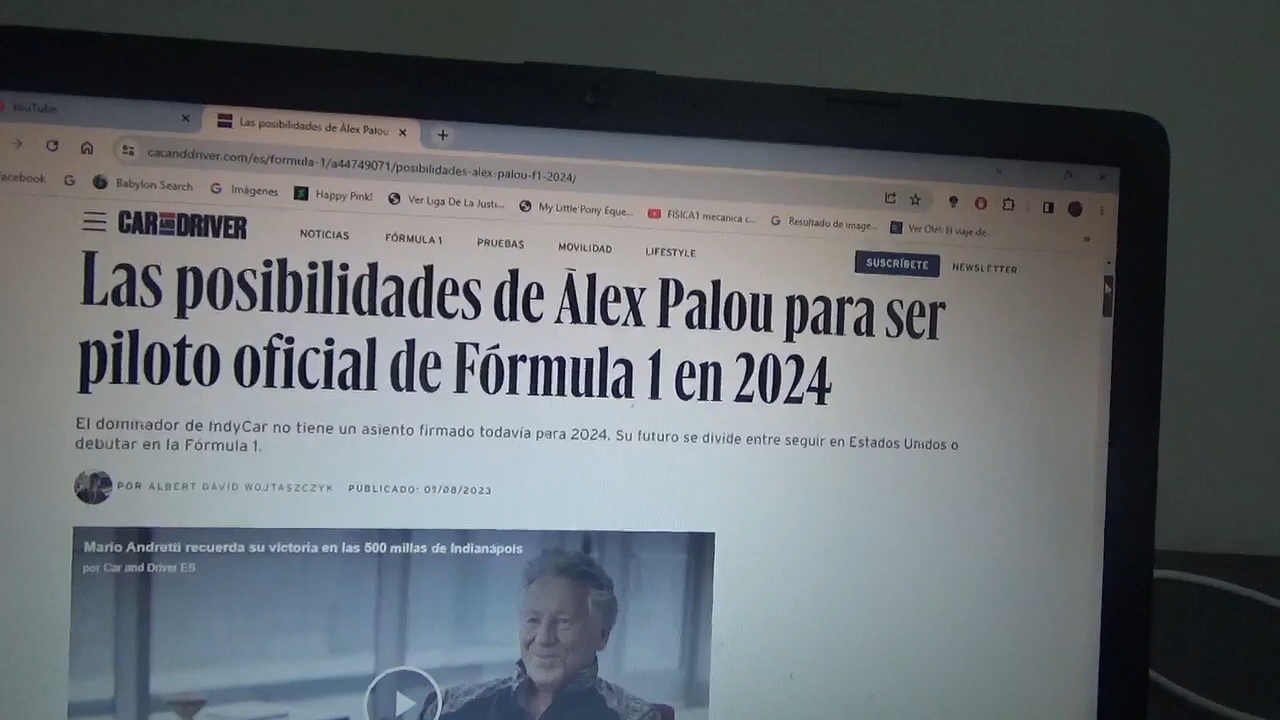 YouTube
Las posibilidades de Àlex Palou
cacanddriver.com/es/formula-1/a44749071/posibilidades-alex-palou-f1-2024/
acebook
Babylon Search
Imágenes
Happy Pink!
Ver Liga De La Justi...
My Little Pony Eque...
FISICA1 mecanica c...
Resultado de image...
Ver Olés El viaje de...
CAR AND DRIVER
NOTICIAS
FÓRMULA 1
PRUEBAS
MOVILIDAD
LIFESTYLE
SUSCRÍBETE
NEWSLETTER
Las posibilidades de Àlex Palou para ser
piloto oficial de Fórmula 1 en 2024
El dominador de IndyCar no tiene un asiento firmado todavía para 2024. Su futuro se divide entre seguir en Estados Unidos o
debutar en la Fórmula 1.
POR ALBERT DAVID WOJTASZCZYK PUBLICADO: 09/08/2023
Mario Andretti recuerda su victoria en las 500 millas de Indianápols
por Car and Driver ES